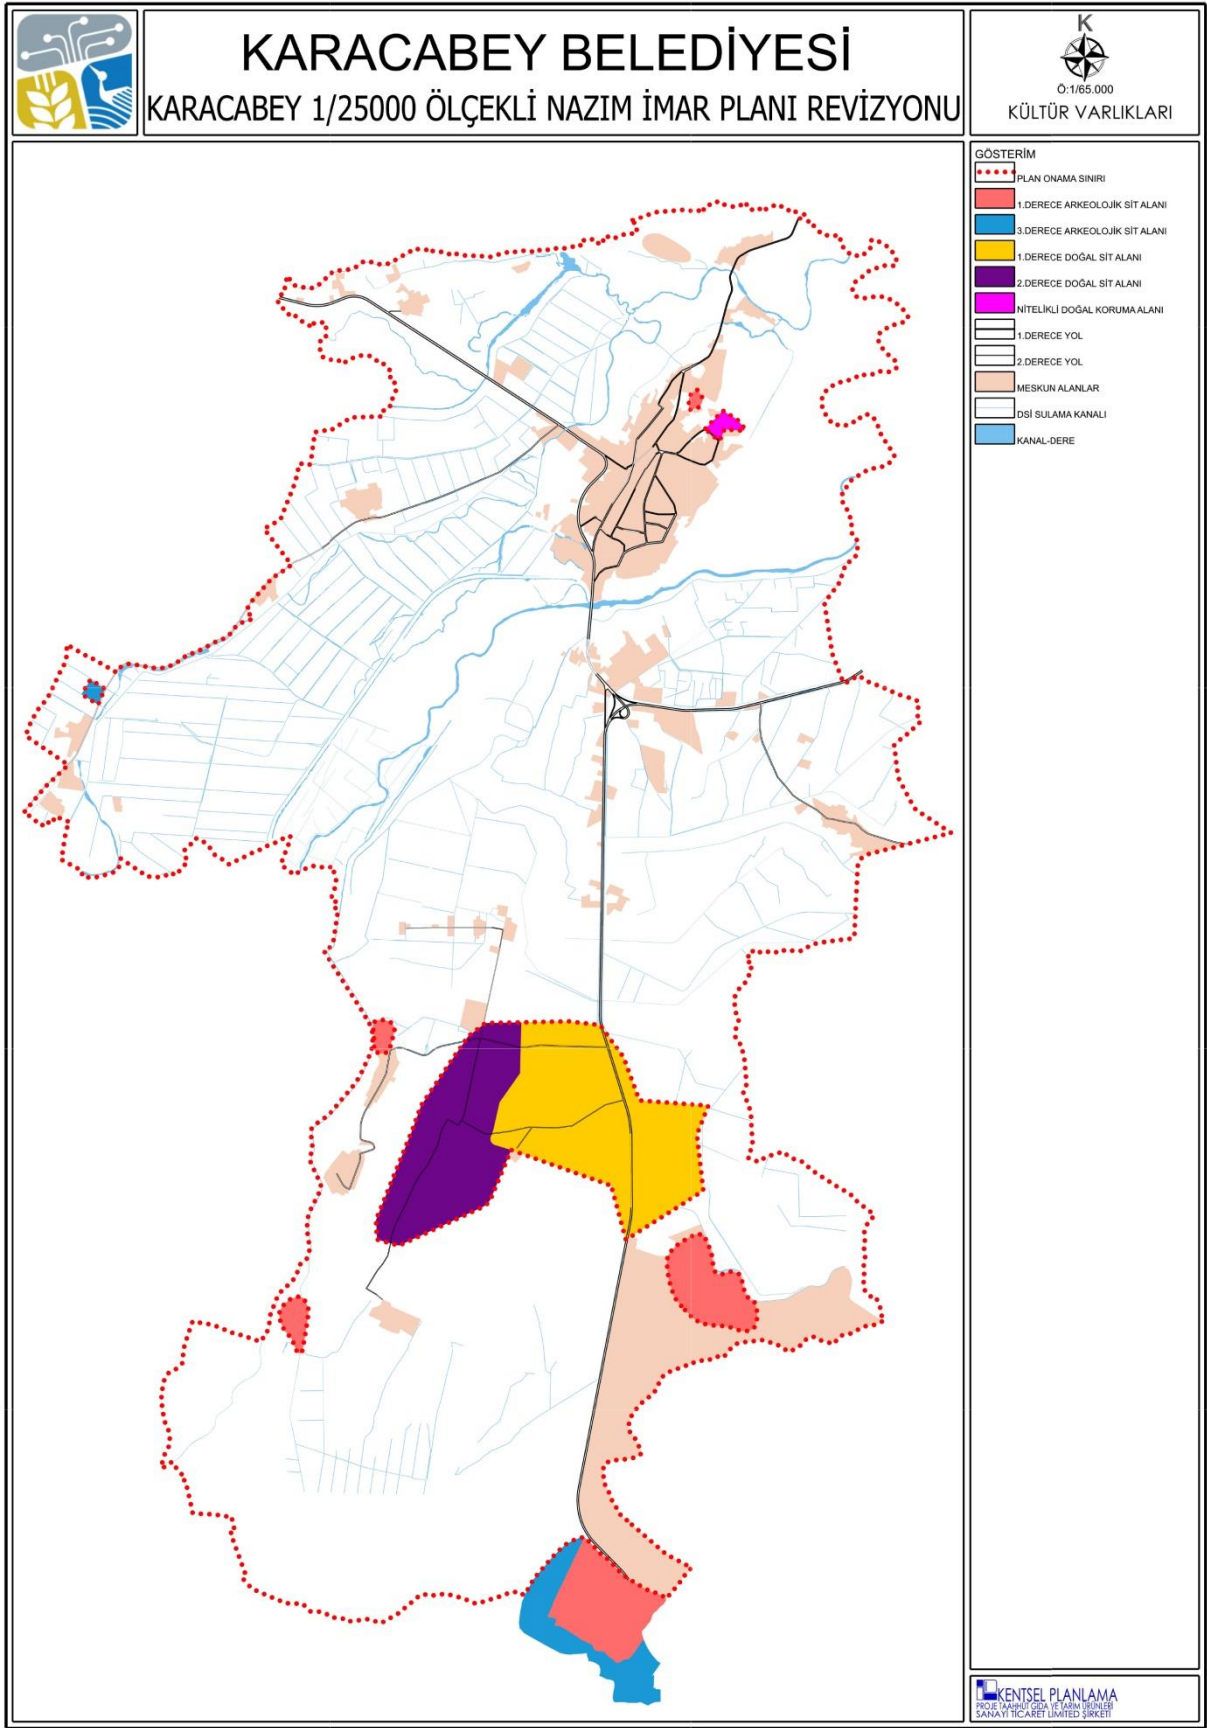 KARACABEY BELEDİYESİ
KARACABEY 1/25000 ÖLÇEKLİ NAZIM İMAR PLANI REVİZYONU
K
Ö:1/65.000
KÜLTÜR VARLIKLARI
GÖSTERİM
PLAN ONAMA SINIRI
1.DERECE ARKEOLOJİK SİT ALANI
3.DERECE ARKEOLOJİK SİT ALANI
1.DERECE DOĞAL SİT ALANI
2.DERECE DOĞAL SİT ALANI
NİTELİKLİ DOĞAL KORUMA ALANI
1.DERECE YOL
2.DERECE YOL
MESKUN ALANLAR
DSİ SULAMA KANALI
KANAL-DERE
KENTSEL PLANLAMA
PROJE TAAHHÜT GIDA VE TARIM ÜRÜNLERİ
SANAYİ TİCARET LİMİTED ŞİRKETİ